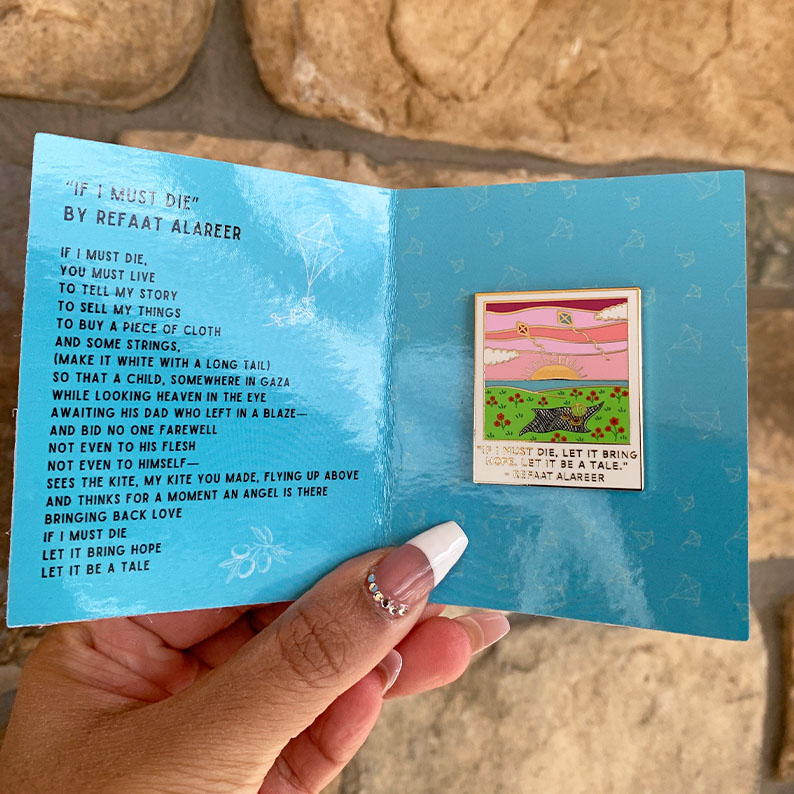 "IF I MUST DIE"
BY REFAAT ALAREER
IF I MUST DIE,
YOU MUST LIVE
TO TELL MY STORY
TO SELL MY THINGS
TO BUY A PIECE OF CLOTH
AND SOME STRINGS,
(MAKE IT WHITE WITH A LONG TAIL)
SO THAT A CHILD, SOMEWHERE IN GAZA
WHILE LOOKING HEAVEN IN THE EYE
AWAITING HIS DAD WHO LEFT IN A BLAZE—
AND BID NO ONE FAREWELL
NOT EVEN TO HIS FLESH
NOT EVEN TO HIMSELF—
SEES THE KITE, MY KITE YOU MADE, FLYING UP ABOVE
AND THINKS FOR A MOMENT AN ANGEL IS THERE
BRINGING BACK LOVE
IF I MUST DIE
LET IT BRING HOPE
LET IT BE A TALE
"IF I MUST DIE, LET IT BRING
HOPE. LET IT BE A TALE."
- REFAAT ALAREER